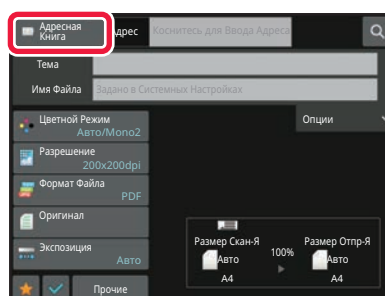 Адресная
Книга
Адрес
Коснитесь для Ввода Адреса
Тема
Имя Файла
Задано в Системных Настройках
Цветной Режим
Авто/Mono2
Опции
Разрешение
200x200dpi
Формат Файла
PDF
Оригинал
Экспозиция
Авто
Размер Скан-Я
Авто
A4
100%
Размер Отпр-Я
Авто
A4
Прочие